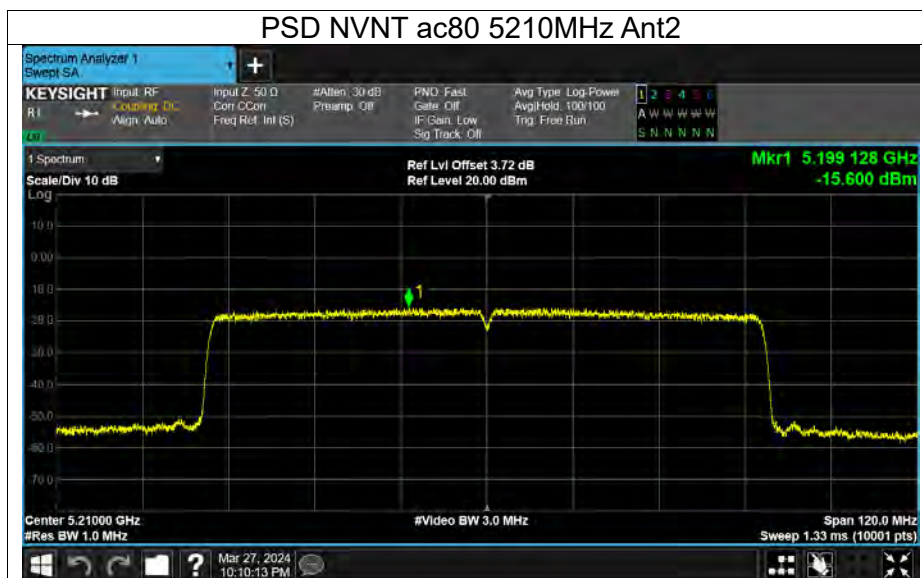 PSD NVNT ac80 5210MHz Ant2
Spectrum Analyzer 1
Swept SA
+
KEYSIGHT Input: RF Input Z: 50 Ω #Atten: 30 dB PNO: Fast Avg Type: Log-Power 1 2 3 4 5 6
Coupling: DC Corr CCorr Preamp: Off Gate: Off Avg|Hold: 100/100 A W W W W W
Align: Auto Freq Ref: Int (S) IF Gain: Low Trig: Free Run
Sig Track: Off S N N N N N
1 Spectrum Ref Lvl Offset 3.72 dB Mkr1 5.199 128 GHz
Scale/Div 10 dB Ref Level 20.00 dBm -15.600 dBm
Log
10.0
0.00
-10.0
-20.0
-30.0
-40.0
-50.0
-60.0
-70.0
1
Center 5.21000 GHz #Video BW 3.0 MHz Span 120.0 MHz
#Res BW 1.0 MHz Sweep 1.33 ms (10001 pts)
? Mar 27, 2024
10:10:13 PM